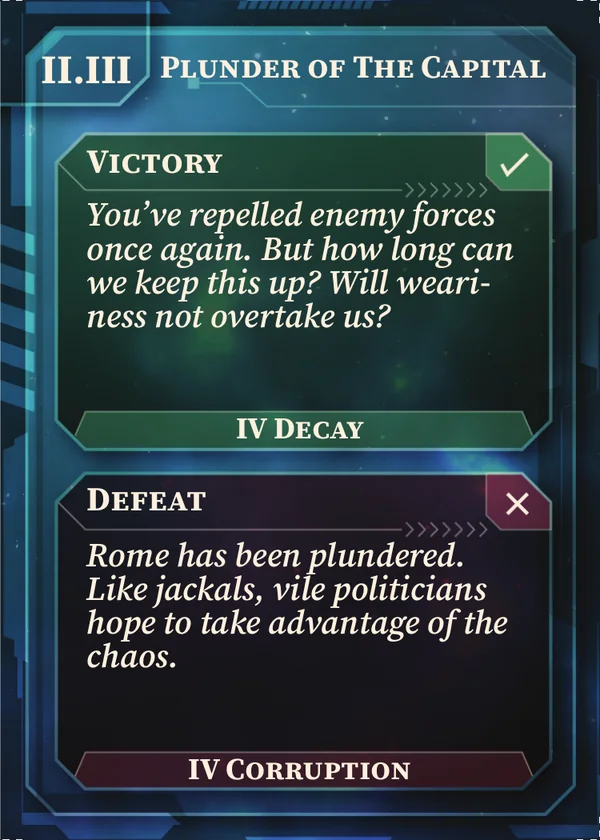 II.III Plunder of The Capital
Victory
You’ve repelled enemy forces
once again. But how long can
we keep this up? Will weari-
ness not overtake us?
IV Decay
Defeat
Rome has been plundered.
Like jackals, vile politicians
hope to take advantage of the
chaos.
IV Corruption